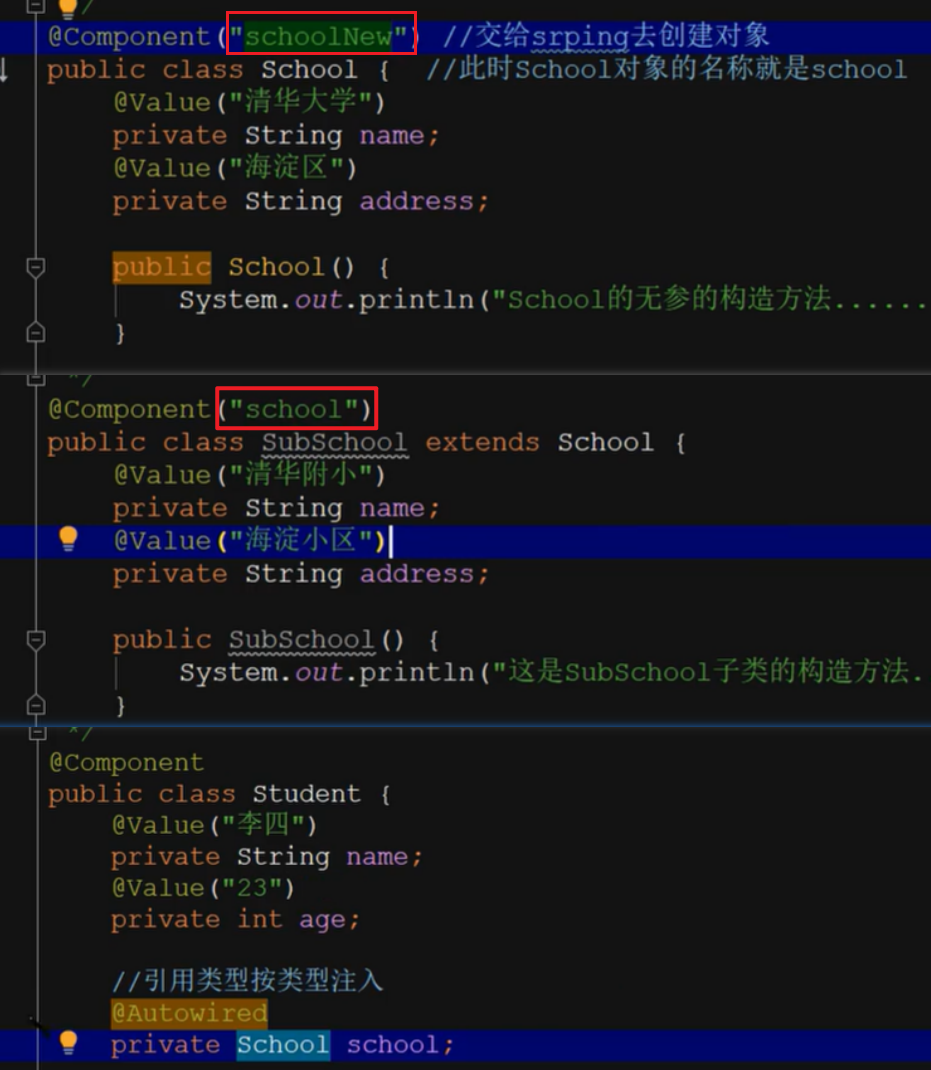 */
@Component("schoolNew") //交给srping去创建对象
public class School { //此时School对象的名称就是school
@Value("清华大学")
private String name;
@Value("海淀区")
private String address;
public School() {
System.out.println("School的无参的构造方法......
}
*/
@Component("school")
public class SubSchool extends School {
@Value("清华附小")
private String name;
@Value("海淀小区")
private String address;
public SubSchool() {
System.out.println("这是SubSchool子类的构造方法.
}
*/
@Component
public class Student {
@Value("李四")
private String name;
@Value("23")
private int age;
//引用类型按类型注入
@Autowired
private School school;